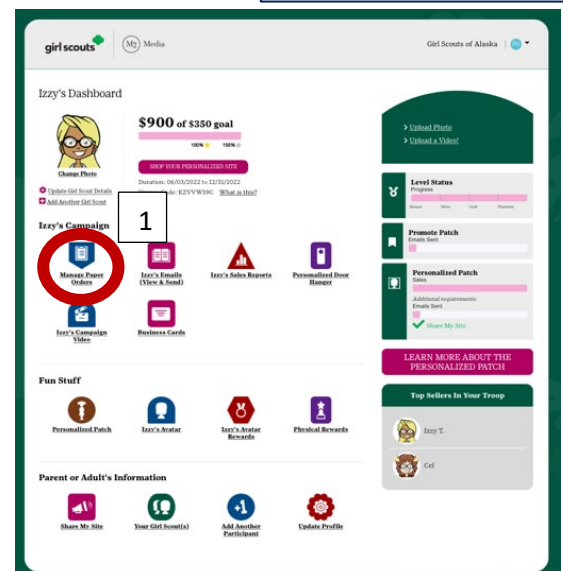 girl scouts
M2 Media
Girl Scouts of Alaska
Izzy's Dashboard
$900 of $350 goal
100%
100%
SHOP YOUR PERSONALIZED SITE
Duration: 06/03/2022 to 12/31/2022
Code: KZVVW39C What is this?
Change Photo
Update Girl Scout Details
Add Another Girl Scout
> Upload Photo
> Upload a Video!
Level Status
Progress
Promote Patch
Emails Sent
Personalized Patch
Sales
Additional requirements:
Emails Sent
Share My Site
LEARN MORE ABOUT THE
PERSONALIZED PATCH
Top Sellers In Your Troop
Izzy T.
Cel
Izzy's Campaign
1
Manage Paper
Orders
Izzy's Emails
(View & Send)
Izzy's Sales Reports
Personalized Door
Hanger
Izzy's Campaign
Video
Business Cards
Fun Stuff
Personalized Patch
Izzy's Avatar
Izzy's Avatar
Rewards
Physical Rewards
Parent or Adult's Information
Share My Site
Your Girl Scout(s)
+1
Add Another
Participant
Update Profile